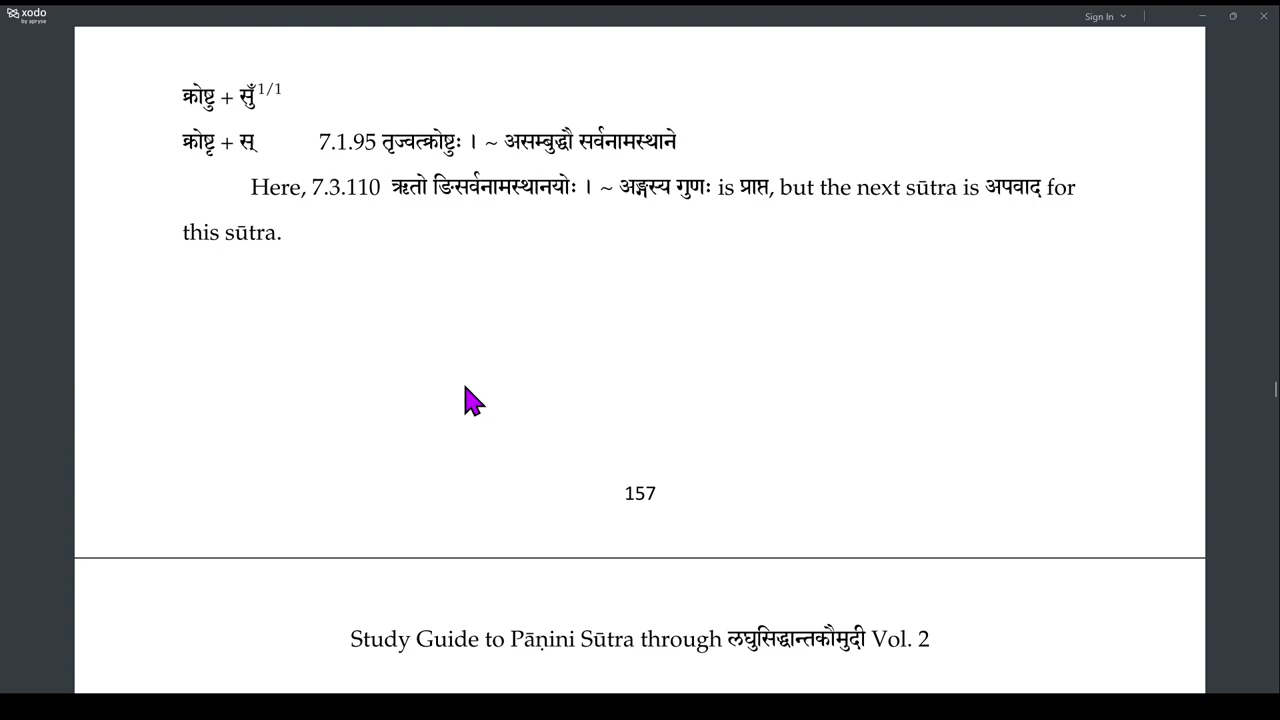 xodo
by apryse
Sign In
क्रोष्टु + सुँ^1/1
क्रोष्टृ + स् 7.1.95 तृज्वत्क्रोष्टुः । ~ असम्बुद्धौ सर्वनामस्थाने
Here, 7.3.110 ऋतो ङिसर्वनामस्थानयोः । ~ अङ्गस्य गुणः is प्राप्त, but the next sūtra is अपवाद for
this sūtra.
157
Study Guide to Pāṇini Sūtra through लघुसिद्धान्तकौमुदी Vol. 2